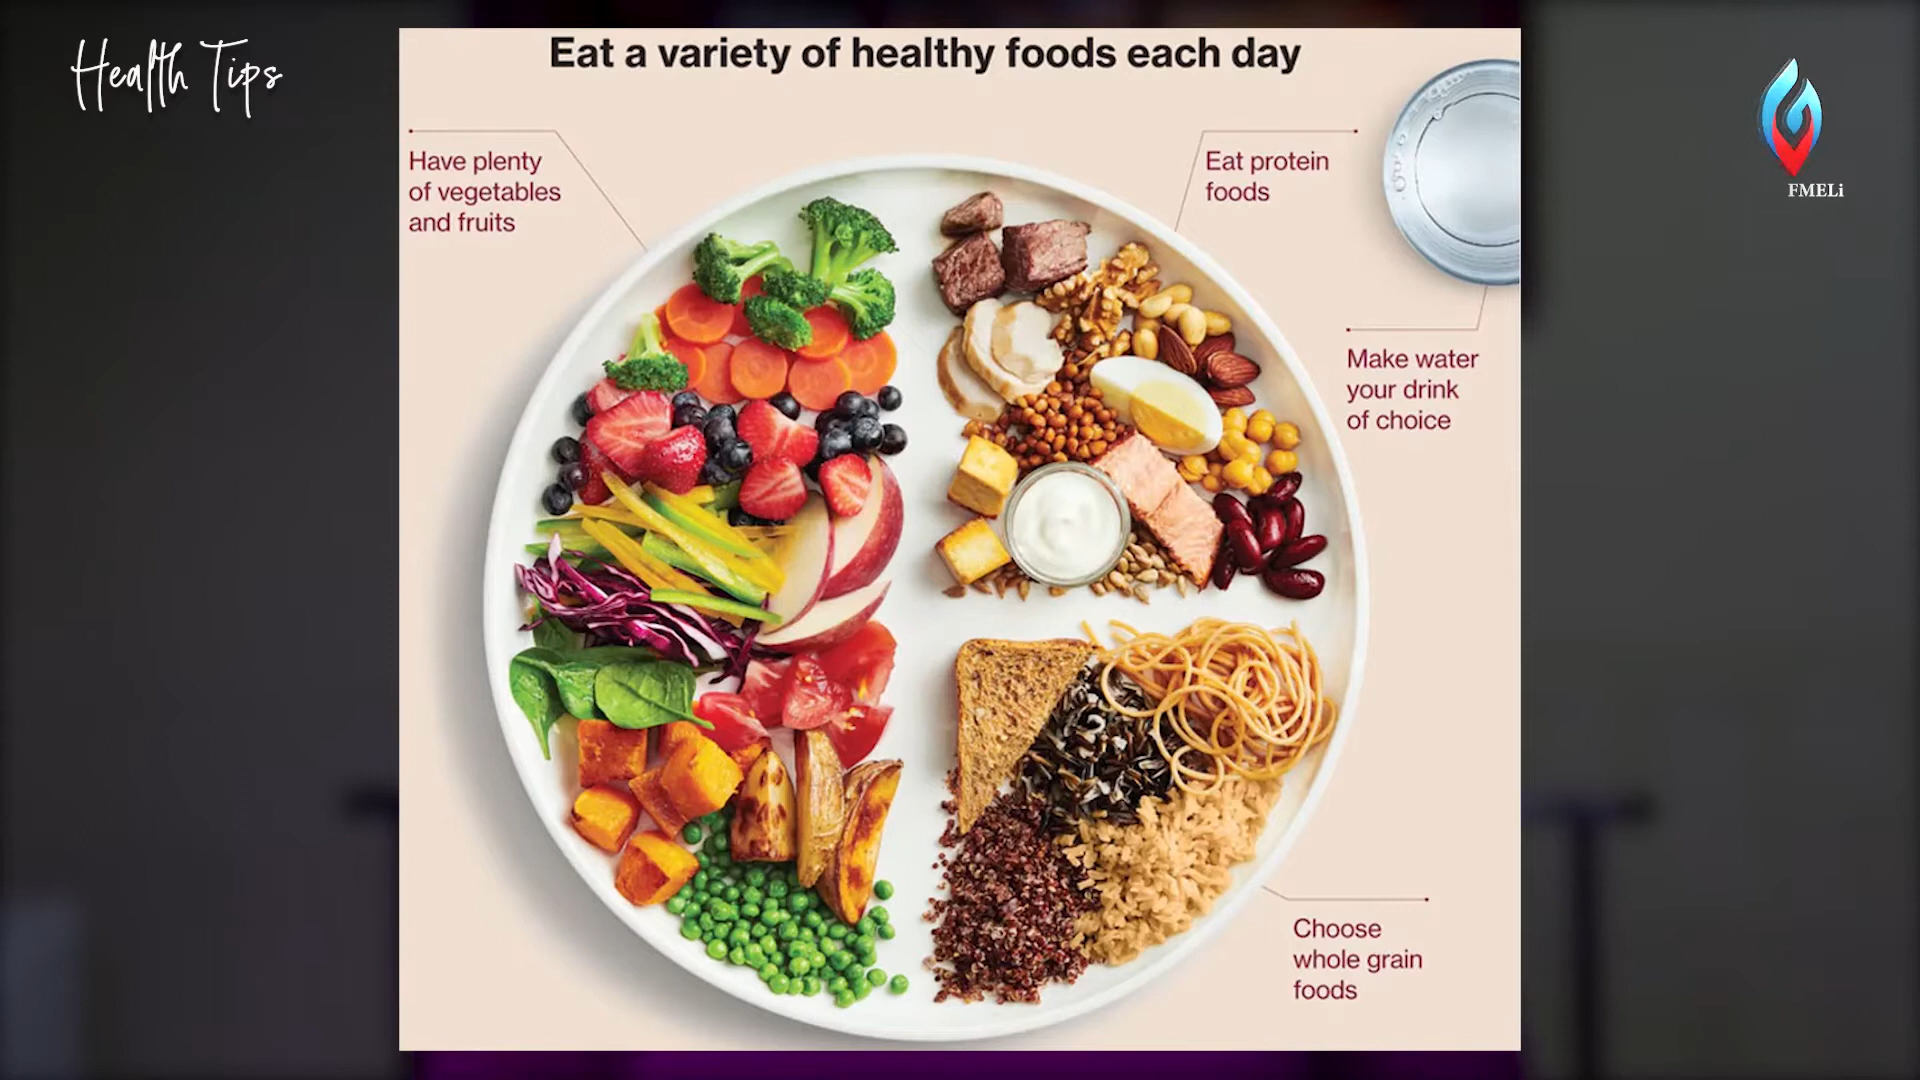 Health Tips
Eat a variety of healthy foods each day
Have plenty
of vegetables
and fruits
Eat protein
foods
FMELi
Make water
your drink
of choice
Choose
whole grain
foods